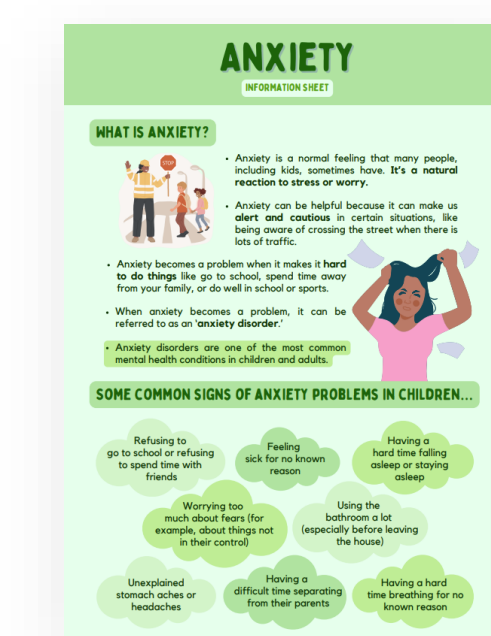 ANXIETY
INFORMATION SHEET
WHAT IS ANXIETY?
STOP
• Anxiety is a normal feeling that many people,
including kids, sometimes have. It's a natural
reaction to stress or worry.
• Anxiety can be helpful because it can make us
alert and cautious in certain situations, like
being aware of crossing the street when there is
lots of traffic.
• Anxiety becomes a problem when it makes it hard
to do things like go to school, spend time away
from your family, or do well in school or sports.
• When anxiety becomes a problem, it can be
referred to as an 'anxiety disorder.'
• Anxiety disorders are one of the most common
mental health conditions in children and adults.
SOME COMMON SIGNS OF ANXIETY PROBLEMS IN CHILDREN...
Refusing to
go to school or refusing
to spend time with
friends
Feeling
sick for no known
reason
Having a
hard time falling
asleep or staying
asleep
Worrying too
much about fears (for
example, about things not
in their control)
Using the
bathroom a lot
(especially before leaving
the house)
Unexplained
stomach aches or
headaches
Having a
difficult time separating
from their parents
Having a hard
time breathing for no
known reason